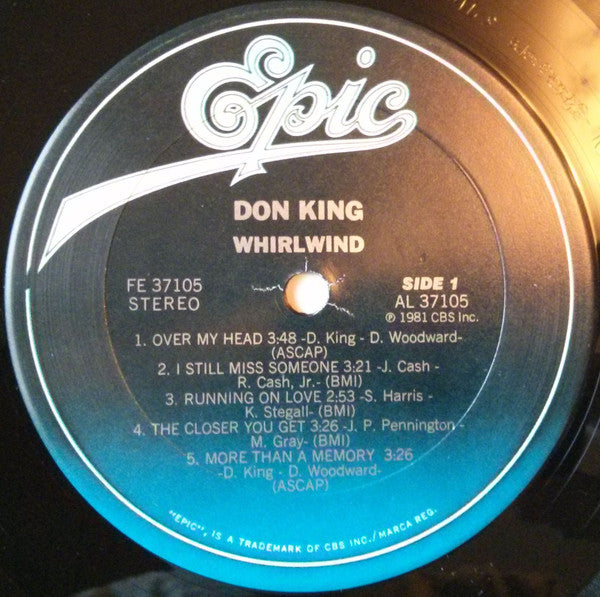 Epic
DON KING
WHIRLWIND
FE 37105
STEREO
SIDE 1
AL 37105
℗ 1981 CBS Inc.
1. OVER MY HEAD 3:48 -D. King - D. Woodward-
(ASCAP)
2. I STILL MISS SOMEONE 3:21 -J. Cash -
R. Cash, Jr.- (BMI)
3. RUNNING ON LOVE 2:53 -S. Harris -
K. Stegall- (BMI)
4. THE CLOSER YOU GET 3:26 -J. P. Pennington -
M. Gray- (BMI)
5. MORE THAN A MEMORY 3:26
-D. King - D. Woodward-
(ASCAP)
"EPIC", IS A TRADEMARK OF CBS INC./MARCA REG.